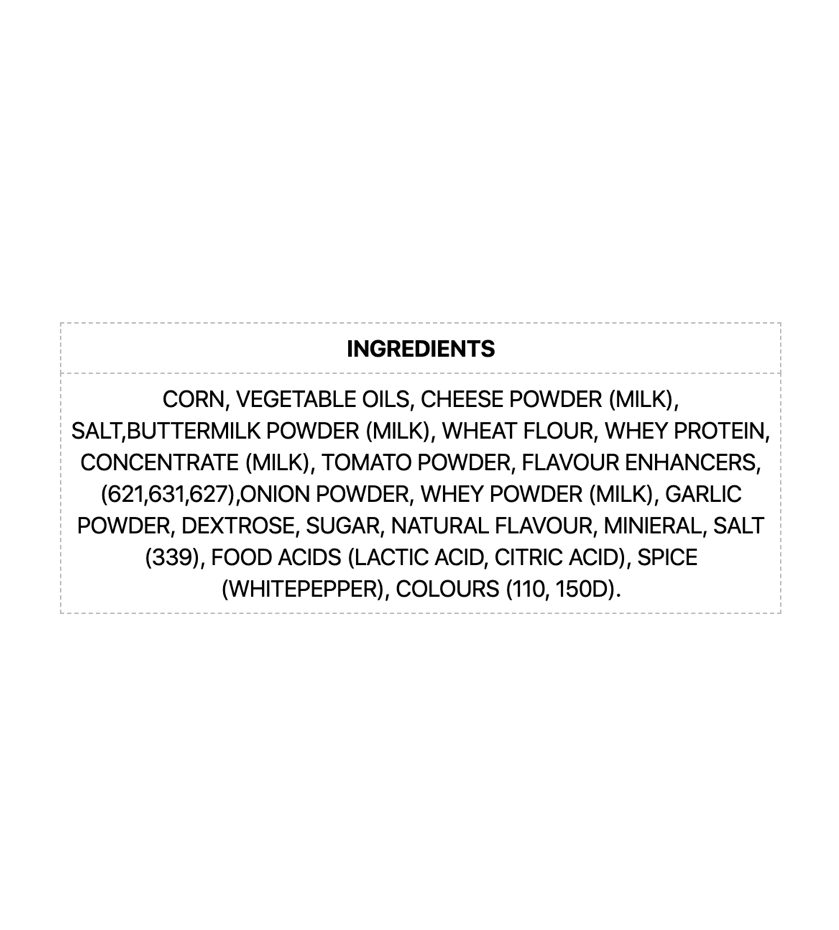 INGREDIENTS
CORN, VEGETABLE OILS, CHEESE POWDER (MILK),
SALT,BUTTERMILK POWDER (MILK), WHEAT FLOUR, WHEY PROTEIN,
CONCENTRATE (MILK), TOMATO POWDER, FLAVOUR ENHANCERS,
(621,631,627),ONION POWDER, WHEY POWDER (MILK), GARLIC
POWDER, DEXTROSE, SUGAR, NATURAL FLAVOUR, MINIERAL, SALT
(339), FOOD ACIDS (LACTIC ACID, CITRIC ACID), SPICE
(WHITEPEPPER), COLOURS (110, 150D).